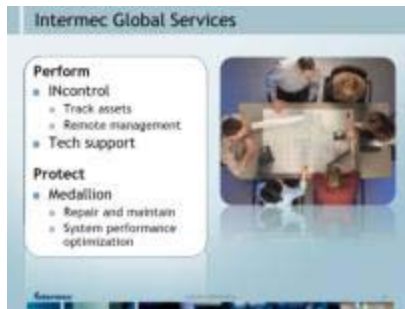 Intermec Global Services
Perform
INcontrol
Track assets
Remote management
Tech support
Protect
Medallion
Repair and maintain
System performance
optimization
Intermec